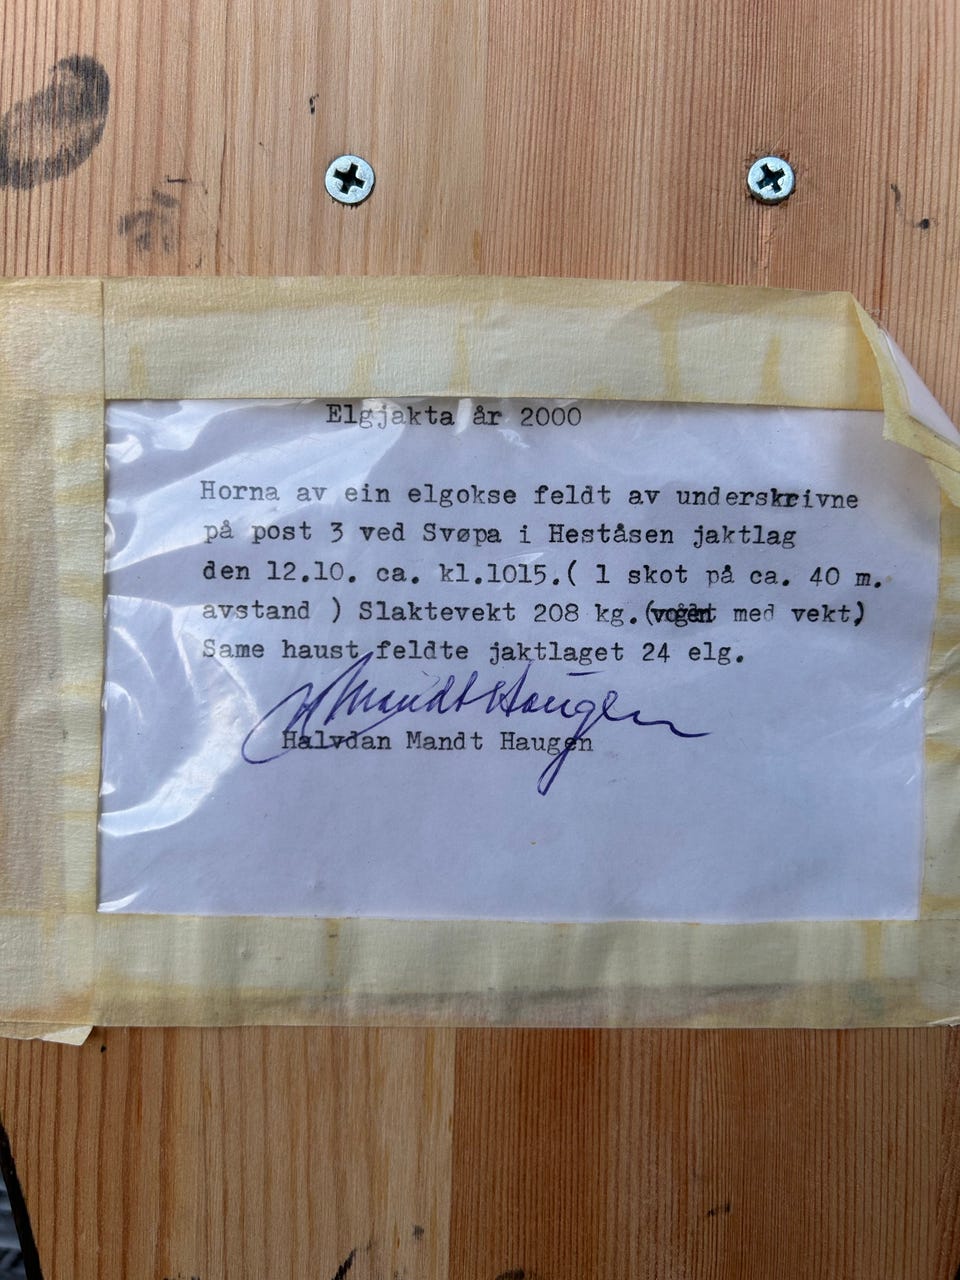 Elgjakta år 2000
Horna av ein elgokse feldt av underskrivne
på post 3 ved Svøpa i Heståsen jaktlag
den 12.10. ca. kl.1015.( 1 skot på ca. 40 m.
avstand ) Slaktevekt 208 kg.( med vekt)
Same haust feldte jaktlaget 24 elg.
H Mandt Haugen
Halvdan Mandt Haugen